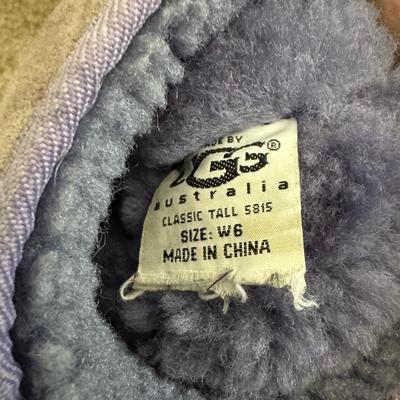 MADE BY
UGG®
australia
CLASSIC TALL 5815
SIZE: W6
MADE IN CHINA